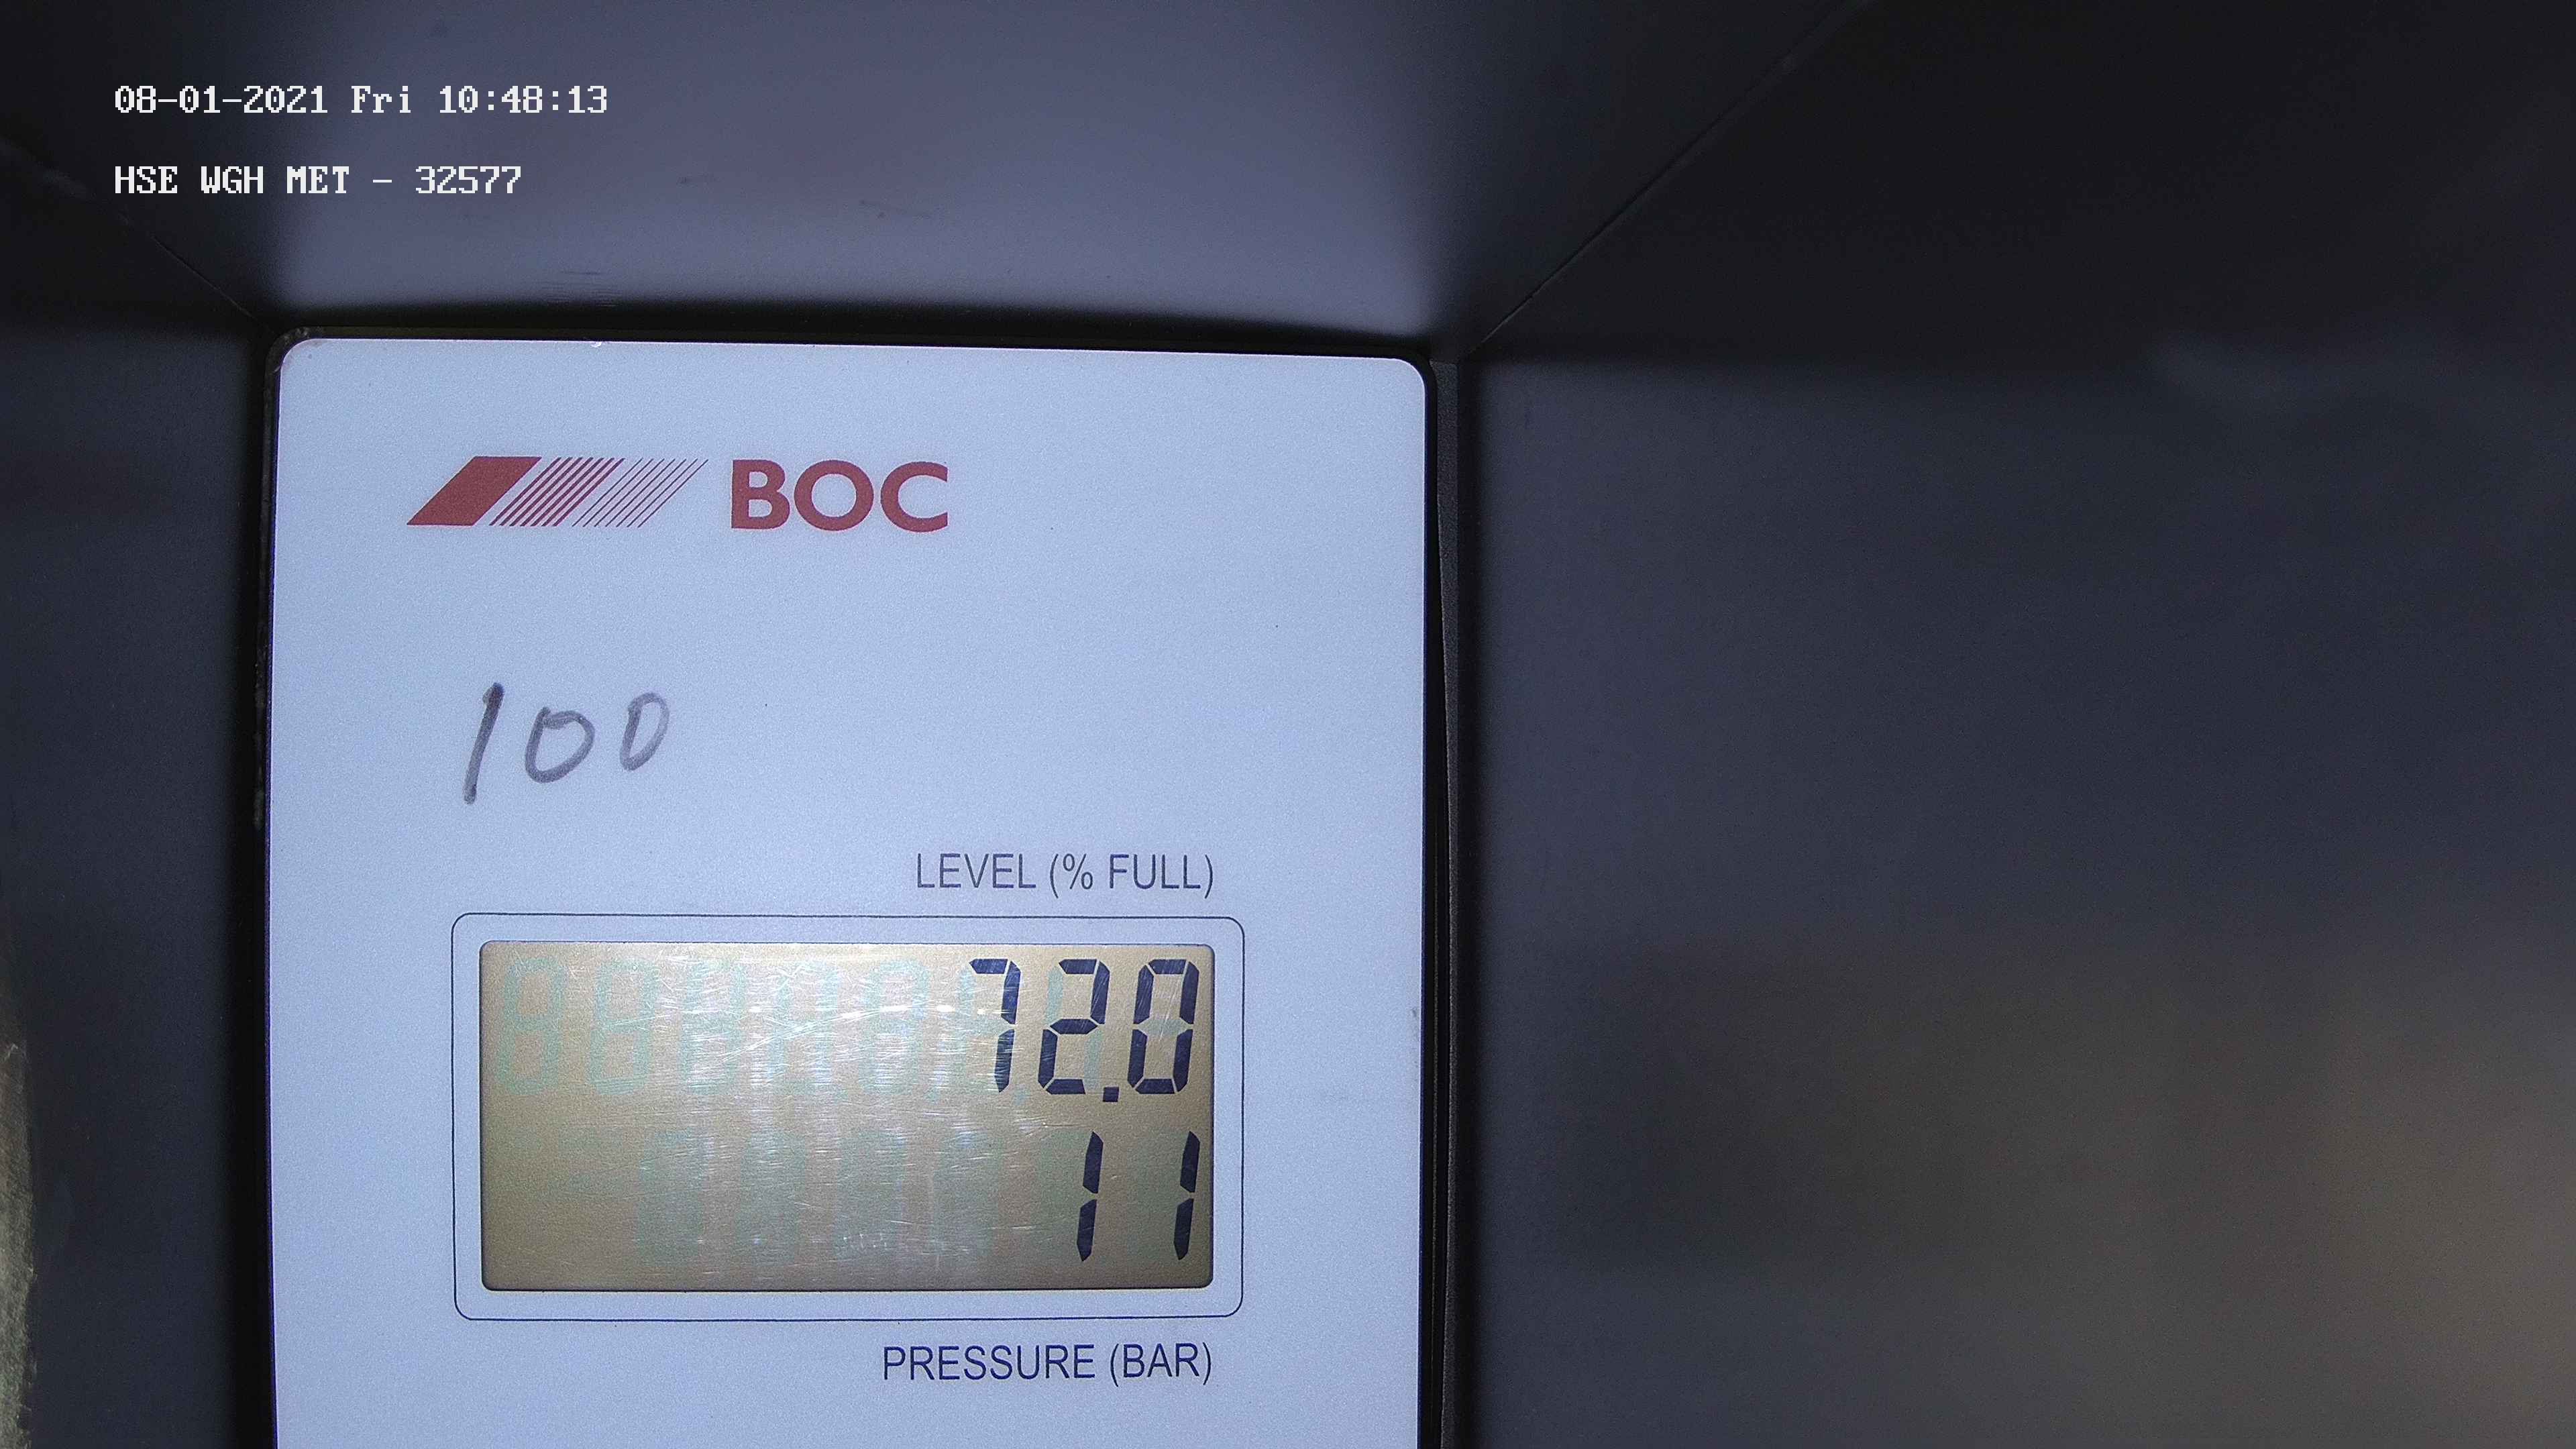 08-01-2021 Fri 10:48:13
HSE WGH MET - 32577
BOC
100
LEVEL (% FULL)
72.0
11
PRESSURE (BAR)